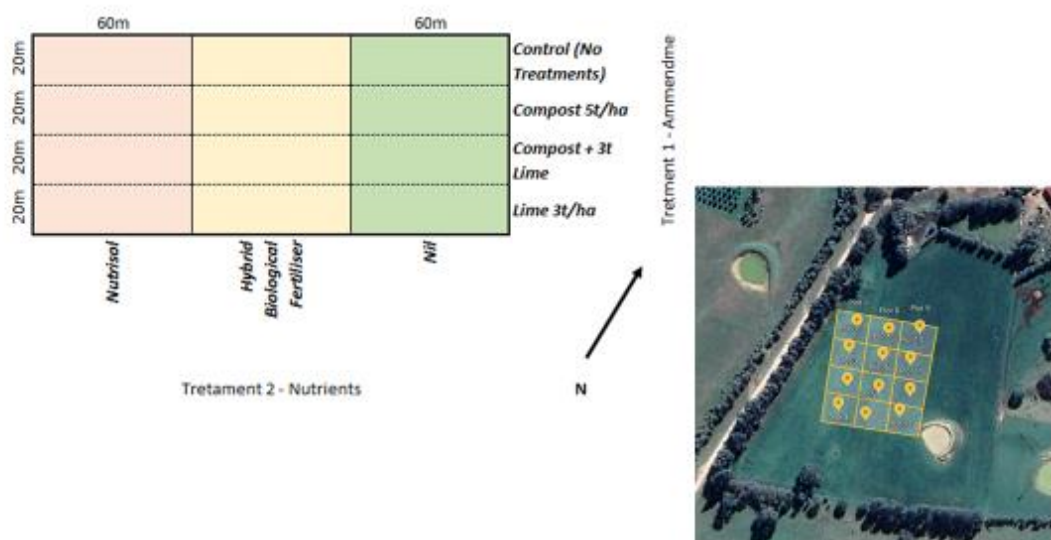 60m
60m
20m
20m
20m
20m
Control (No
Treatments)
Compost 5t/ha
Compost + 3t
Lime
Lime 3t/ha
Nutrisol
Hybrid
Biological
Fertiliser
Nil
Tretment 1 - Ammendme
Tretament 2 - Nutrients
N